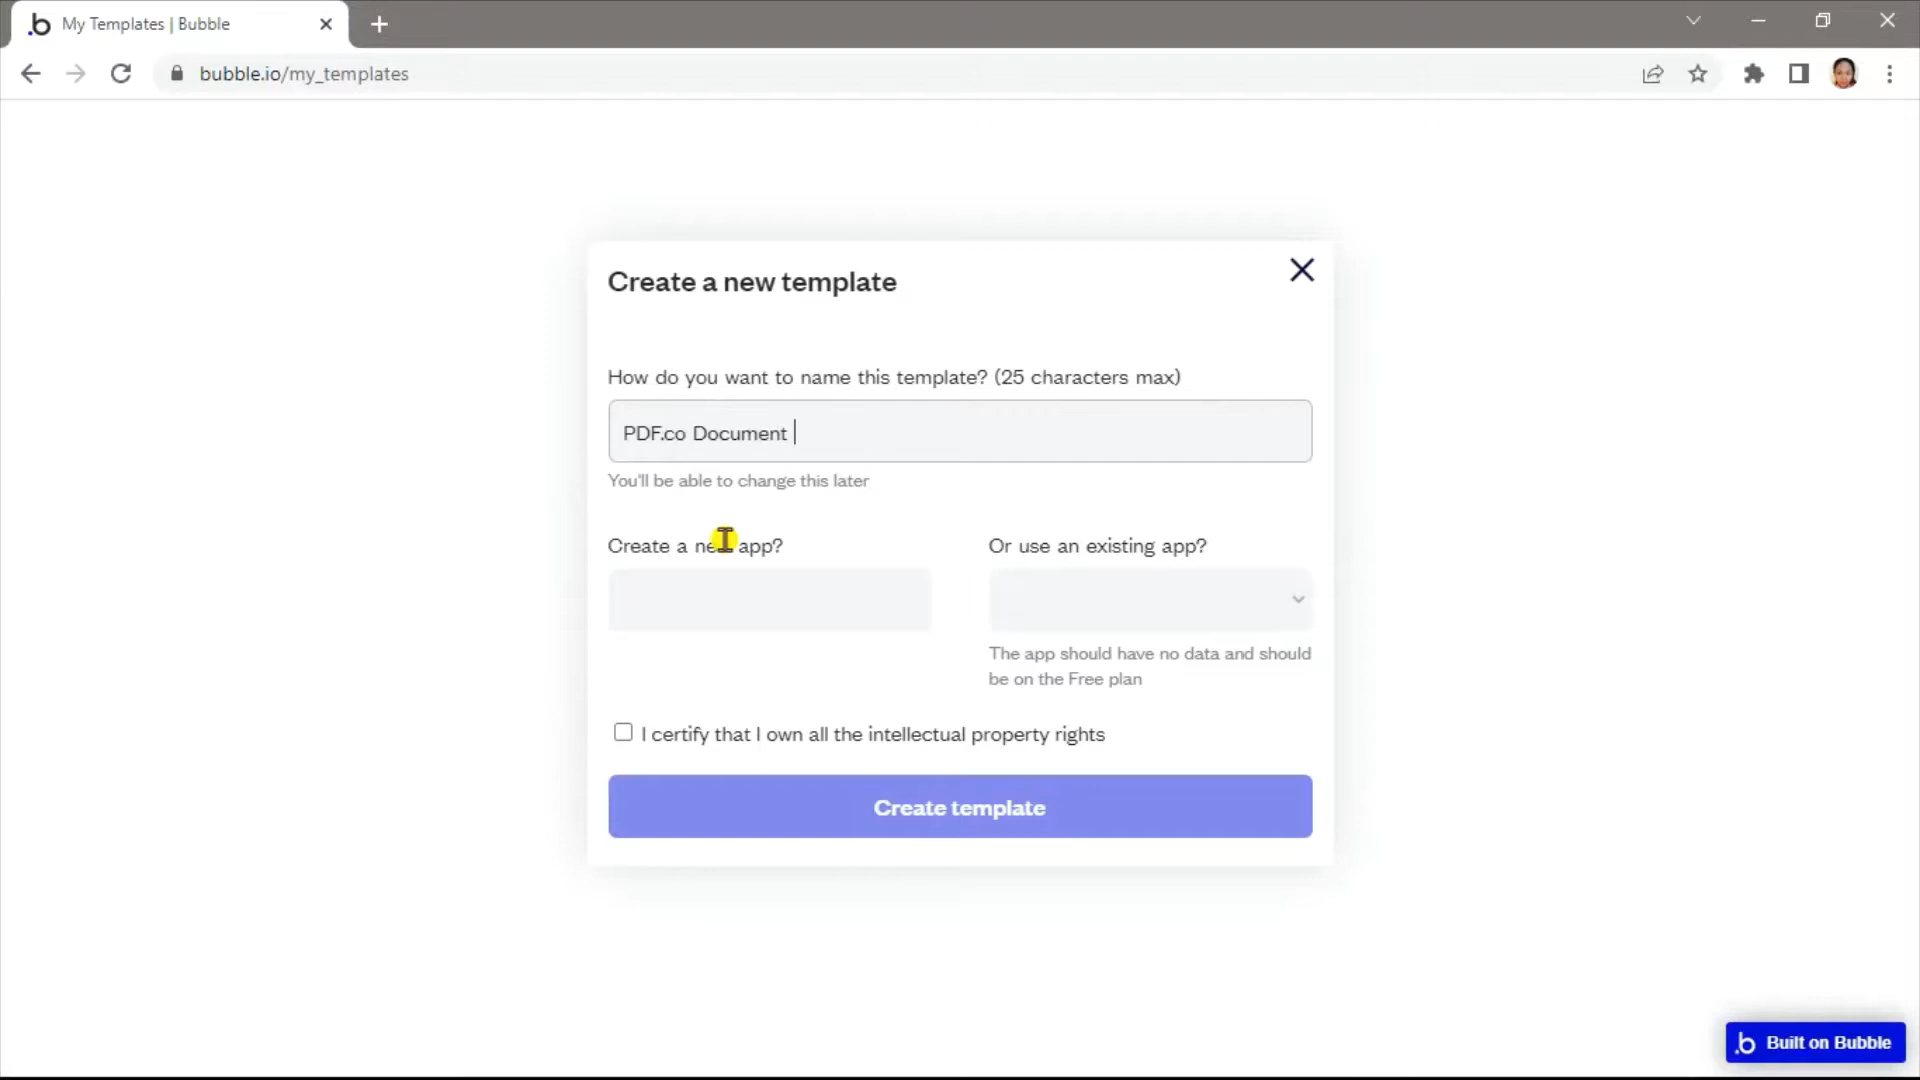 My Templates | Bubble
bubble.io/my_templates
Create a new template
How do you want to name this template? (25 characters max)
PDF.co Document
You'll be able to change this later
Create a new app?
Or use an existing app?
The app should have no data and should
be on the Free plan
I certify that I own all the intellectual property rights
Create template
Built on Bubble